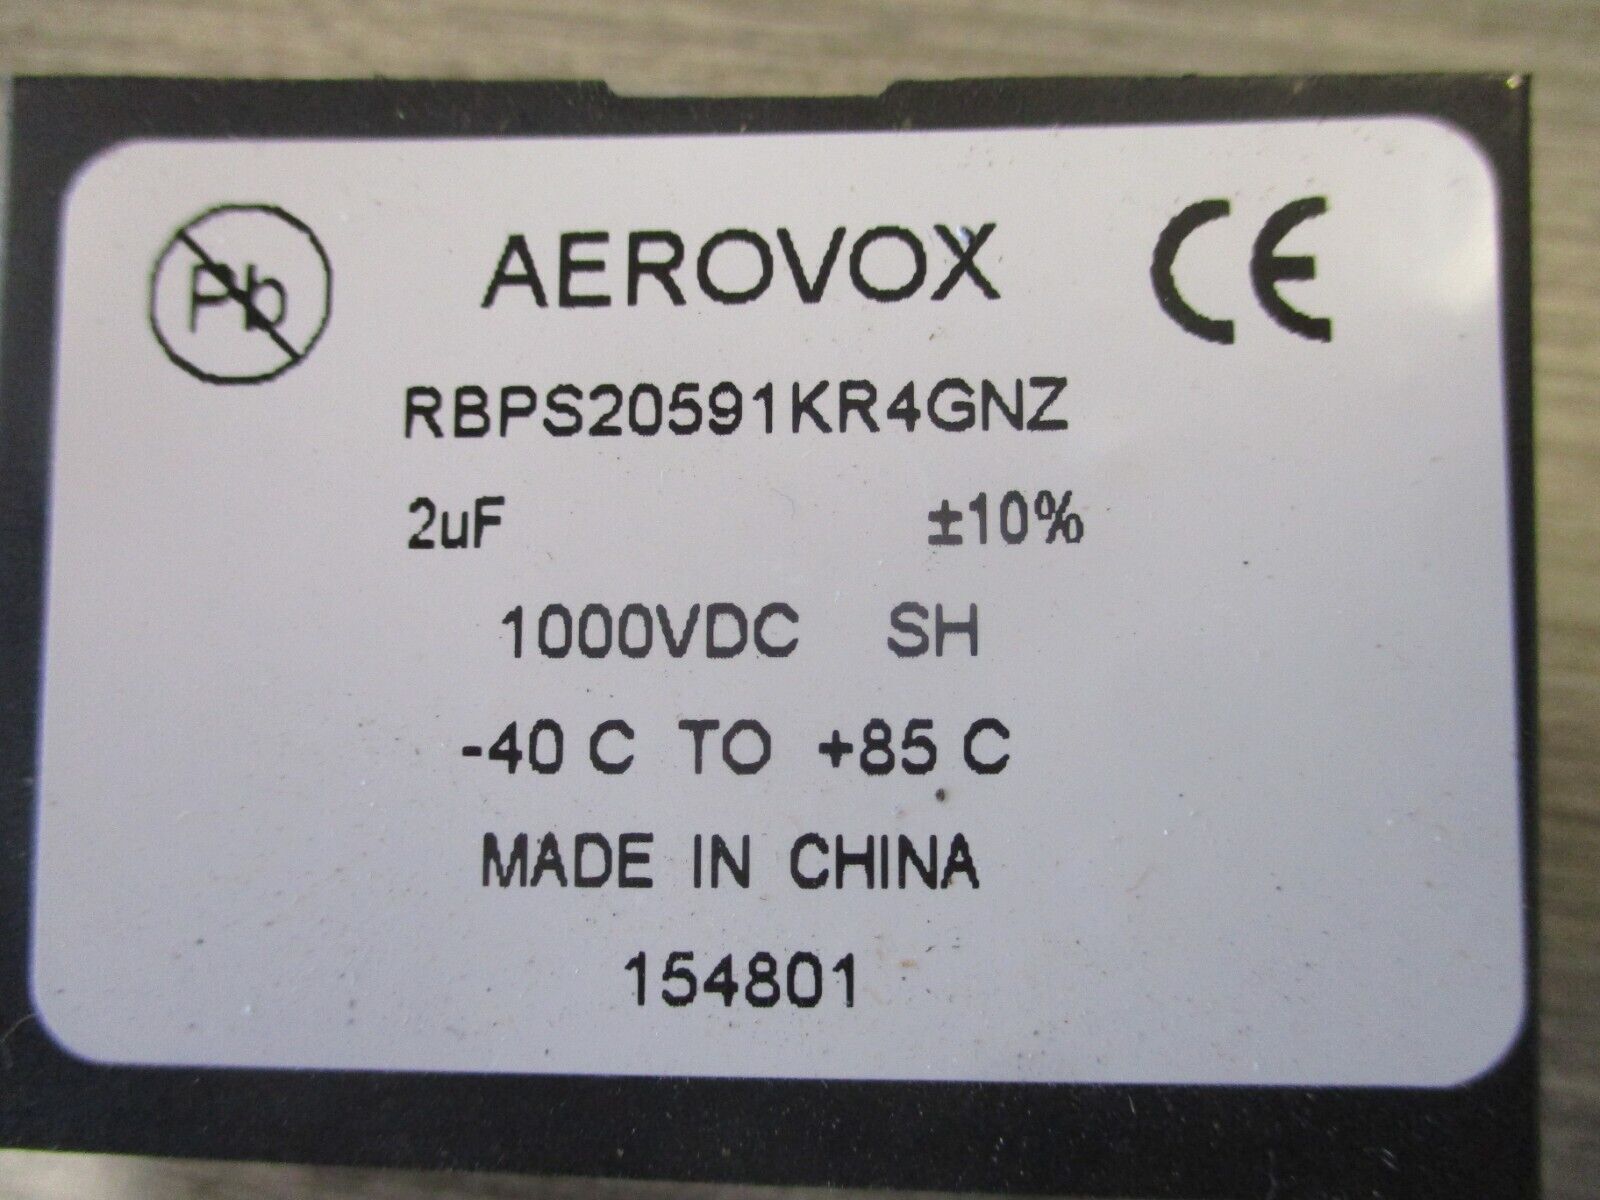 Pb AEROVOX CE
RBPS20591KR4GNZ
2uF ±10%
1000VDC SH
-40 C TO +85 C
MADE IN CHINA
154801